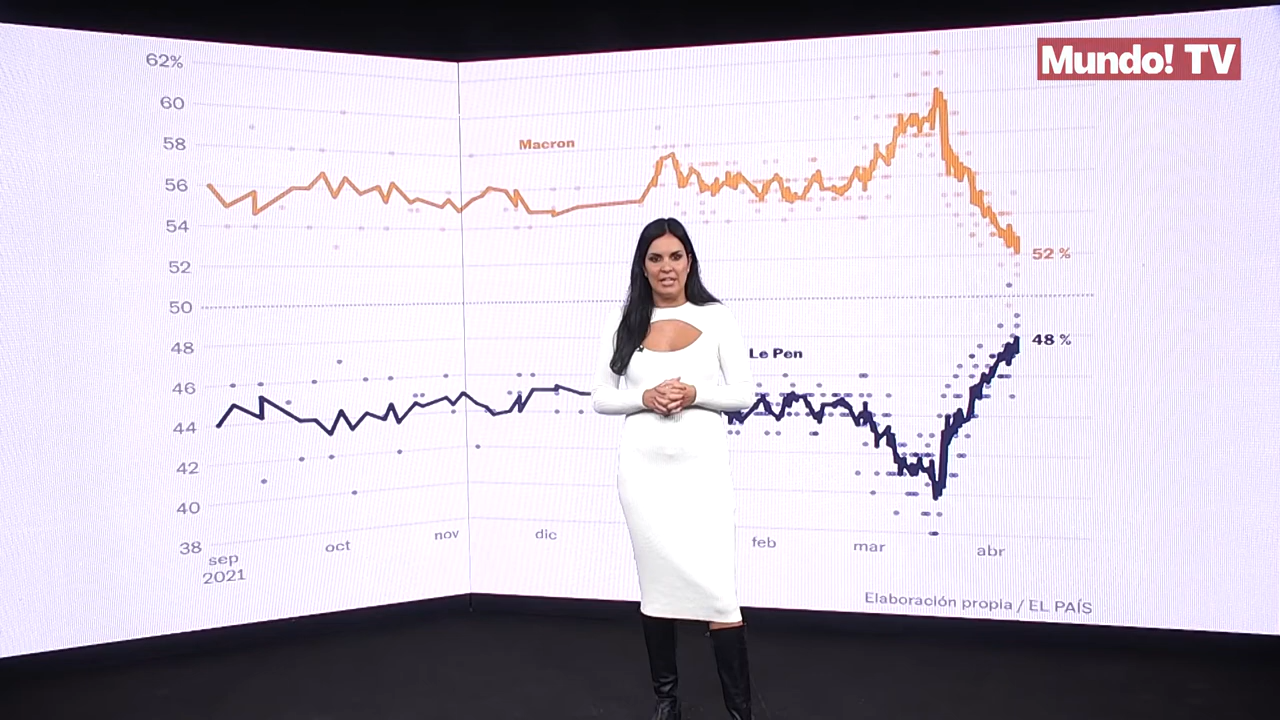 Mundo! TV
62%
60
58
56
54
52
50
48
46
44
42
40
38
Macron
52 %
Le Pen
48 %
sep
2021
oct
nov
dic
feb
mar
abr
Elaboración propia / EL PAÍS